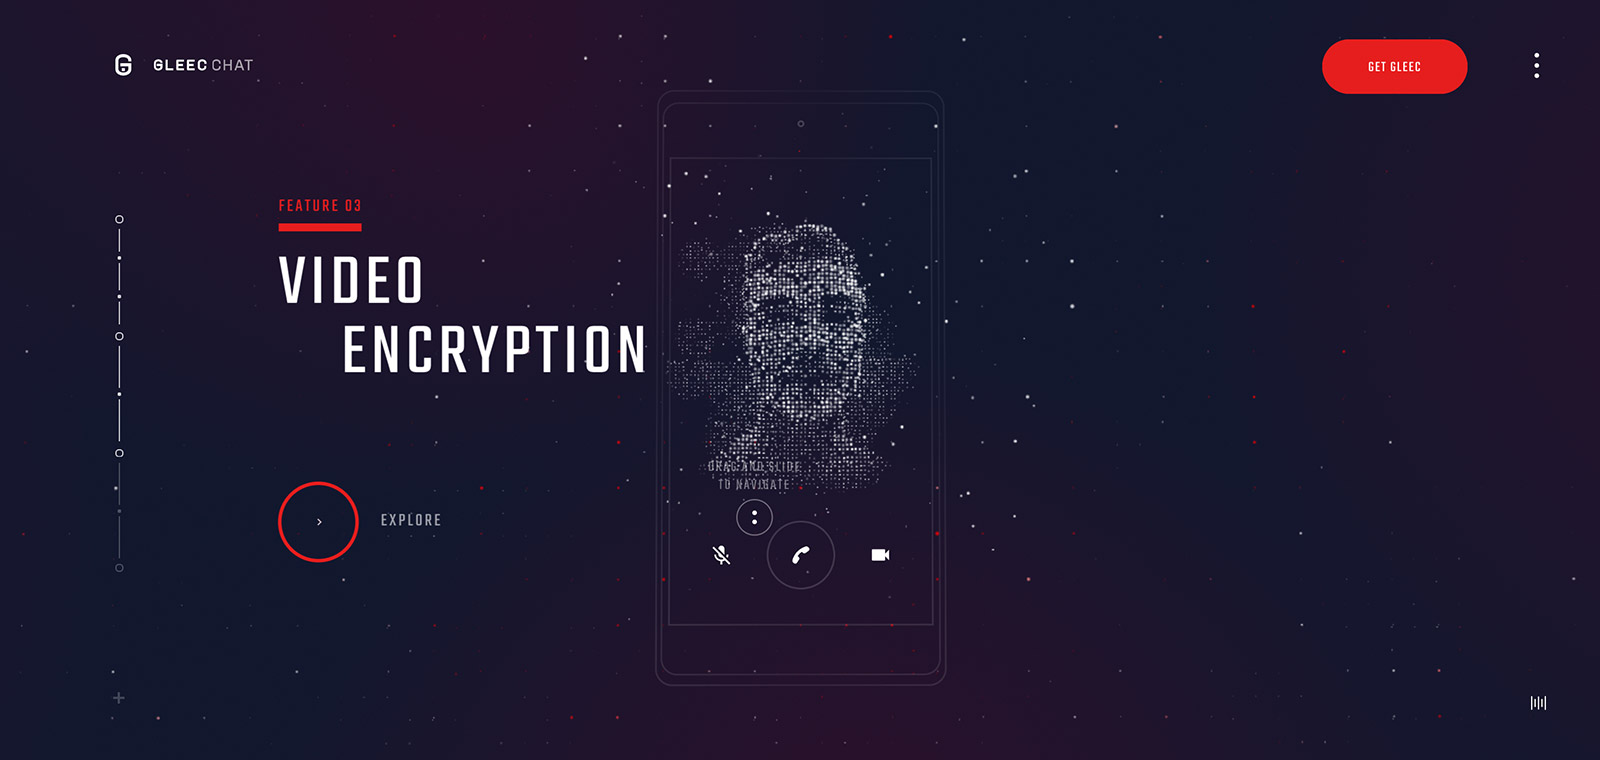 GLEEC CHAT
GET GLEEC
FEATURE 03
VIDEO
ENCRYPTION
DRAG AND SLIDE
TO NAVIGATE
EXPLORE